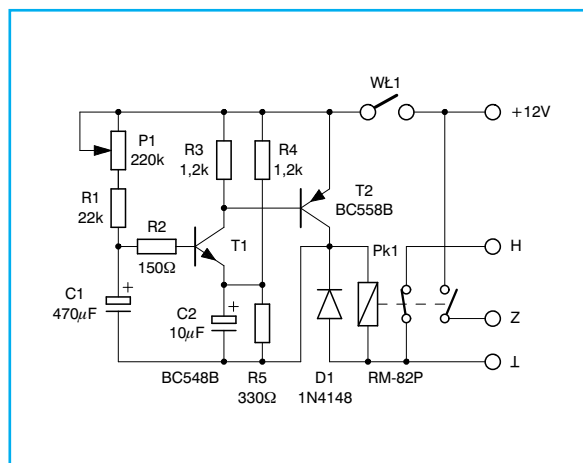 WŁ1
+12V
P1
220k
R3
1,2k
R4
1,2k
R1
22k
T2
BC558B
R2
150Ω
T1
Pk1
H
C1
470µF
C2
10µF
+
+
Z
BC548B
R5
330Ω
D1
1N4148
RM-82P
⊥